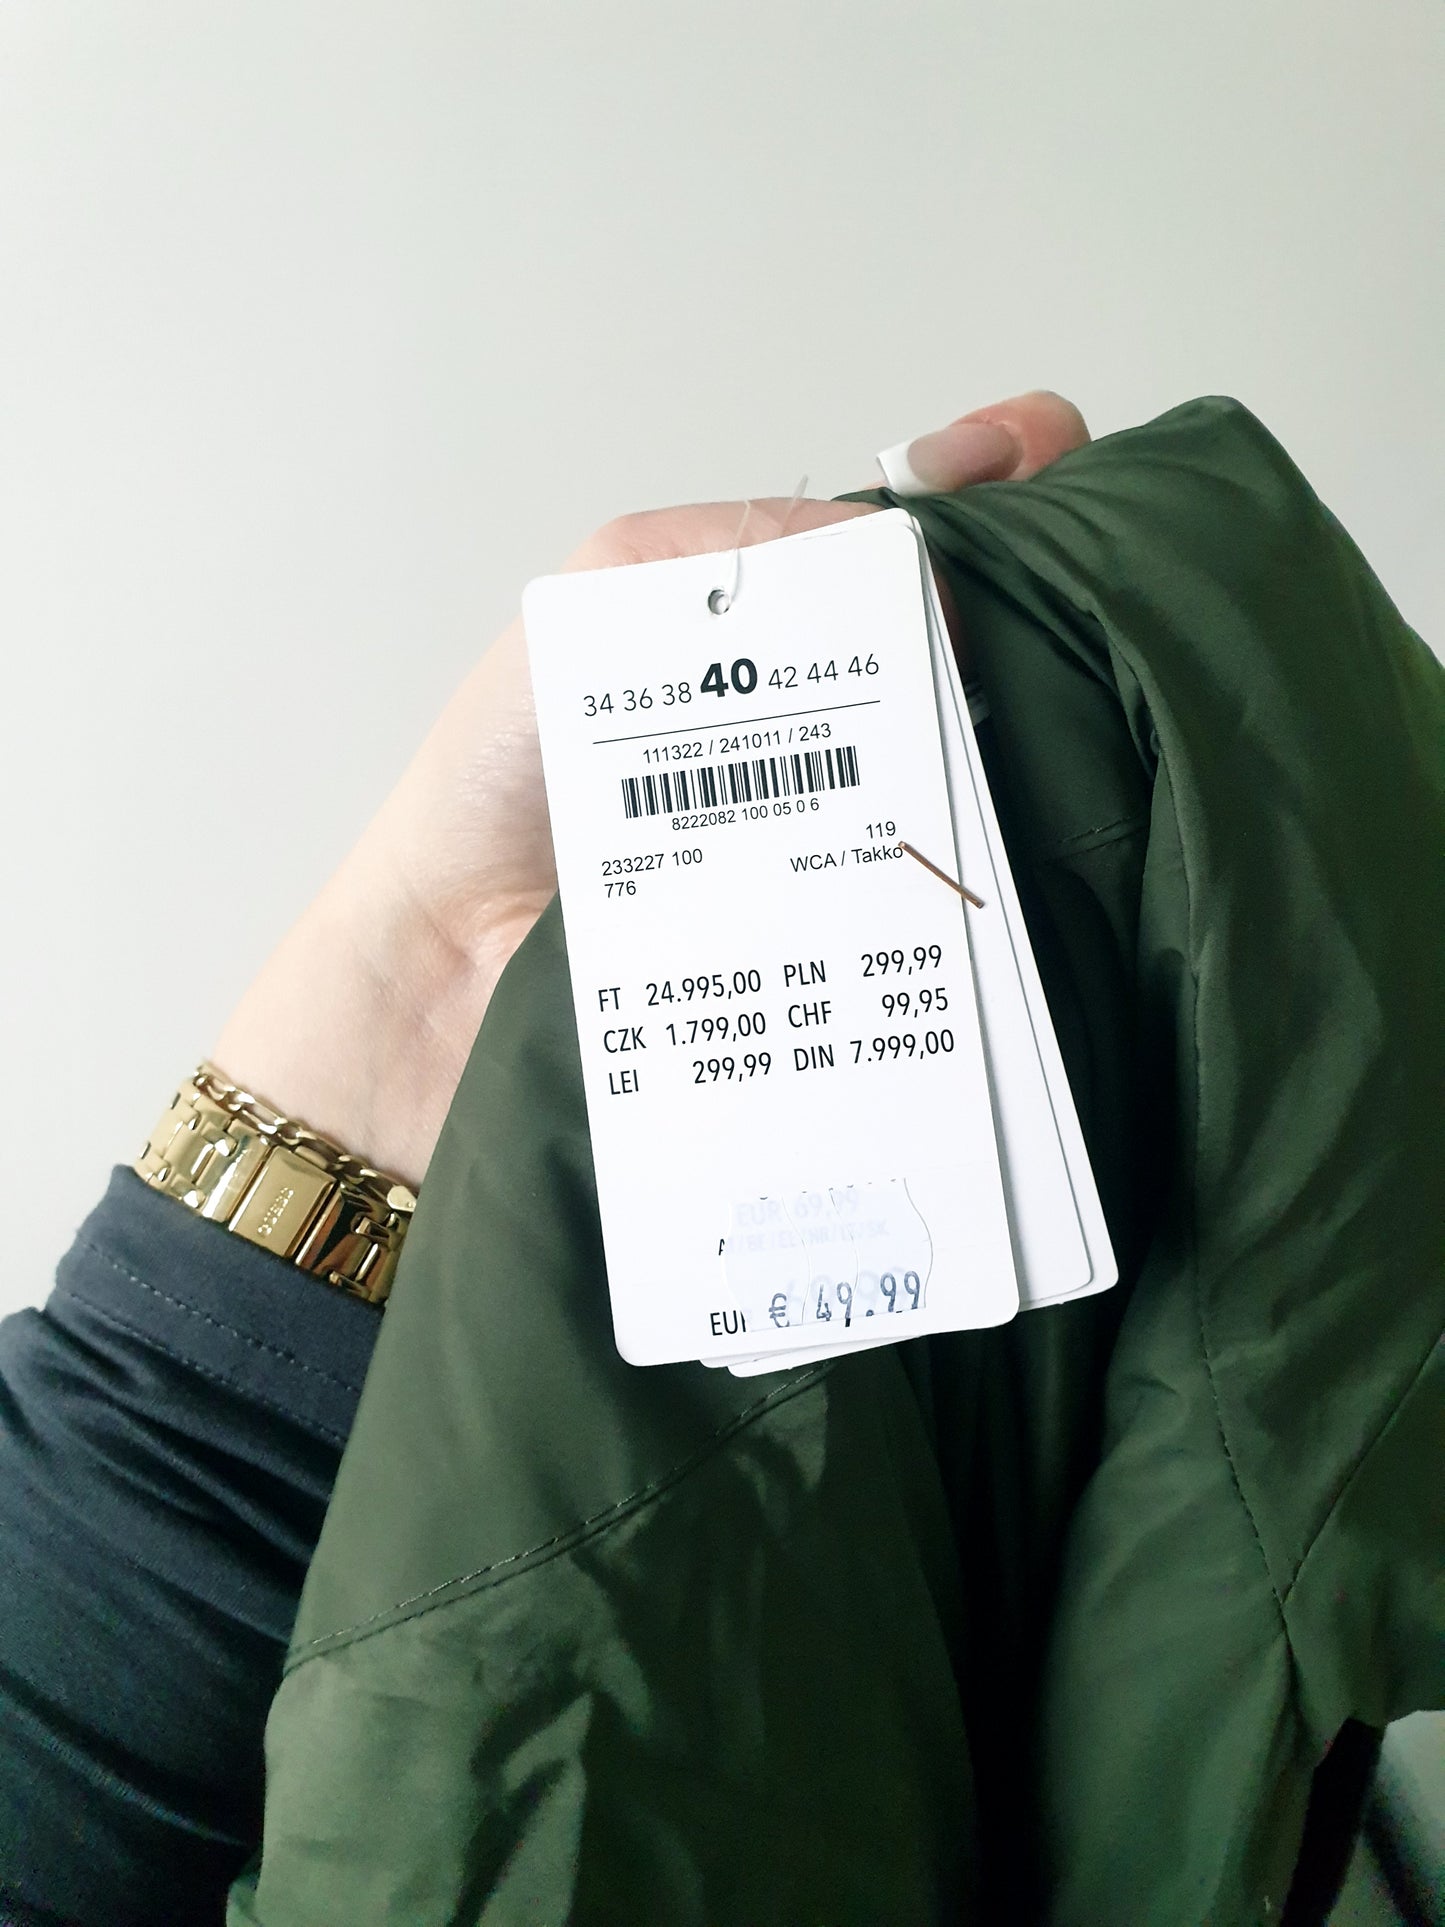 34 36 38 40 42 44 46
111322 / 241011 / 243
8222082 100 05 0 6
119
233227 100 WCA / Takko
776
FT 24.995,00 PLN 299,99
CZK 1.799,00 CHF 99,95
LEI 299,99 DIN 7.999,00
EUR 69,99
€ 49.99
GUESS